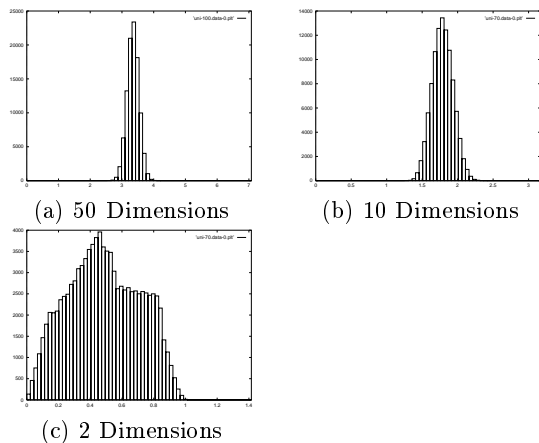 25000
20000
15000
10000
5000
0
0 1 2 3 4 5 6 7
'uni-100.data-0.plt'
(a) 50 Dimensions
14000
12000
10000
8000
6000
4000
2000
0
0 0.5 1 1.5 2 2.5 3
'uni-70.data-0.plt'
(b) 10 Dimensions
4000
3500
3000
2500
2000
1500
1000
500
0
0 0.2 0.4 0.6 0.8 1 1.2 1.4
'uni-70.data-0.plt'
(c) 2 Dimensions